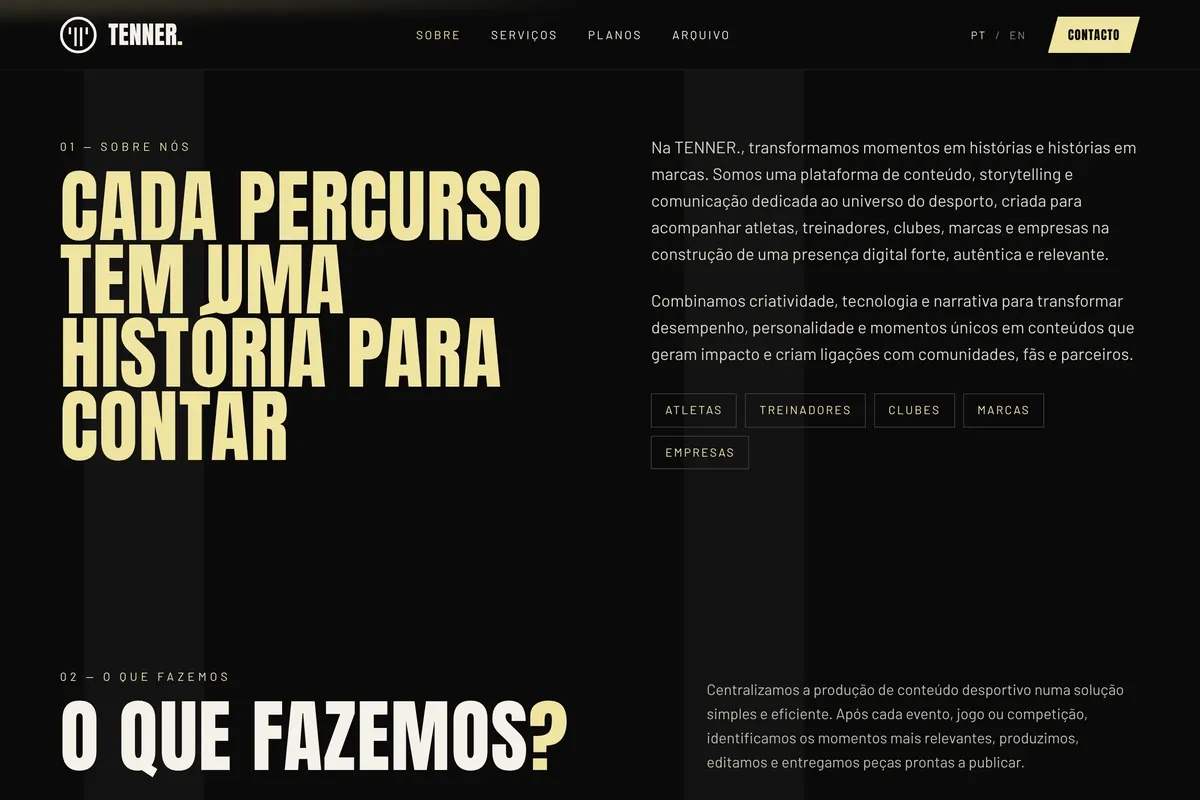 TENNER.
SOBRE
SERVIÇOS
PLANOS
ARQUIVO
PT / EN
CONTACTO
01 — SOBRE NÓS
CADA PERCURSO
TEM UMA
HISTÓRIA PARA
CONTAR
Na TENNER., transformamos momentos em histórias e histórias em
marcas. Somos uma plataforma de conteúdo, storytelling e
comunicação dedicada ao universo do desporto, criada para
acompanhar atletas, treinadores, clubes, marcas e empresas na
construção de uma presença digital forte, autêntica e relevante.
Combinamos criatividade, tecnologia e narrativa para transformar
desempenho, personalidade e momentos únicos em conteúdos que
geram impacto e criam ligações com comunidades, fãs e parceiros.
ATLETAS
TREINADORES
CLUBES
MARCAS
EMPRESAS
02 — O QUE FAZEMOS
O QUE FAZEMOS?
Centralizamos a produção de conteúdo desportivo numa solução
simples e eficiente. Após cada evento, jogo ou competição,
identificamos os momentos mais relevantes, produzimos,
editamos e entregamos peças prontas a publicar.